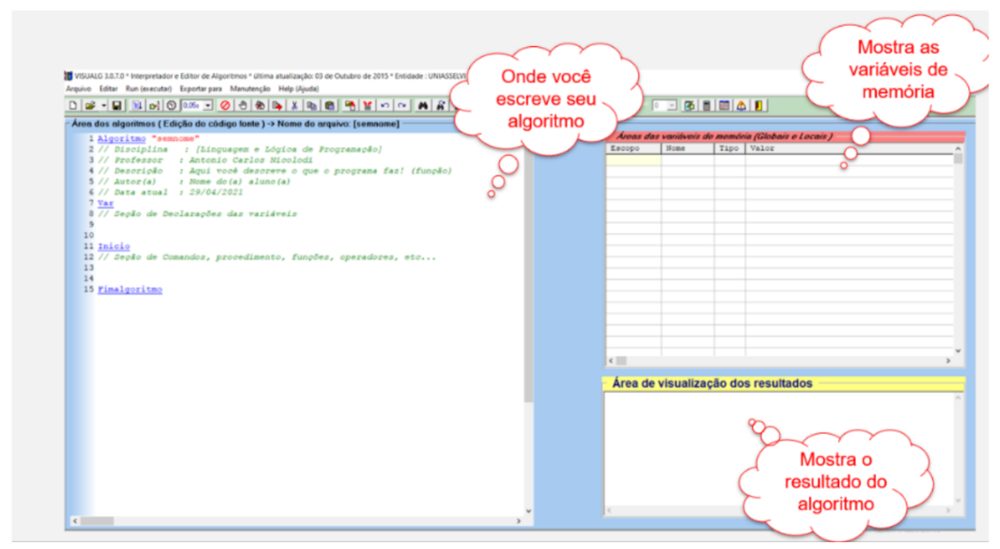 VISUALG 3.0.7.0 * Interpretador e Editor de Algoritmos * última atualização: 03 de Outubro de 2015 * Entidade : UNIASSELVI
Arquivo Editar Run (executar) Exportar para Manutenção Help (Ajuda)
0.05s
0
Onde você
escreve seu
algoritmo
Mostra as
variáveis de
memória
Área dos algoritmos ( Edição do código fonte ) -> Nome do arquivo: [semnome]
1 Algoritmo "semnome"
2 // Disciplina : [Linguagem e Lógica de Programação]
3 // Professor : Antonio Carlos Nicolodi
4 // Descrição : Aqui você descreve o que o programa faz! (função)
5 // Autor(a) : Nome do(a) aluno(a)
6 // Data atual : 29/04/2021
7 Var
8 // Seção de Declarações das variáveis
9
10
11 Inicio
12 // Seção de Comandos, procedimento, funções, operadores, etc...
13
14
15 Fimalgoritmo
Áreas das variáveis de memória (Globais e Locais )
Escopo Nome Tipo Valor
Área de visualização dos resultados
Mostra o
resultado do
algoritmo